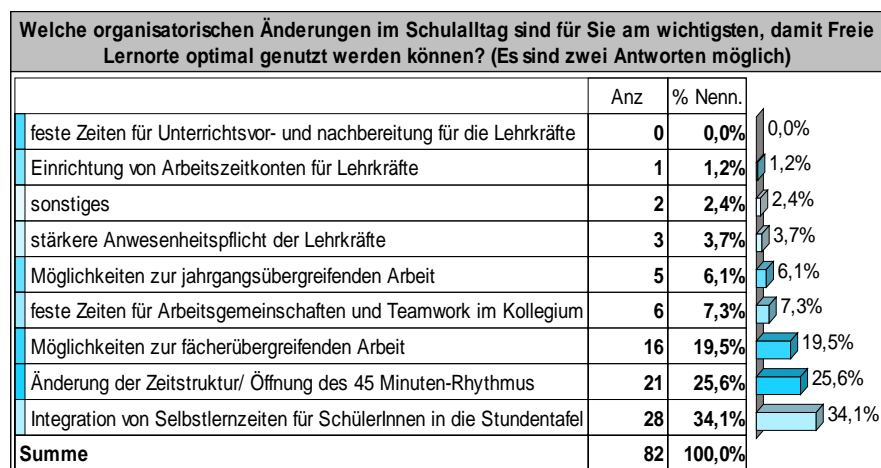 Welche organisatorischen Änderungen im Schulalltag sind für Sie am wichtigsten, damit Freie
Lernorte optimal genutzt werden können? (Es sind zwei Antworten möglich)
Anz % Nenn.
feste Zeiten für Unterrichtsvor- und nachbereitung für die Lehrkräfte 0 0,0% 0,0%
Einrichtung von Arbeitszeitkonten für Lehrkräfte 1 1,2% 1,2%
sonstiges 2 2,4% 2,4%
stärkere Anwesenheitspflicht der Lehrkräfte 3 3,7% 3,7%
Möglichkeiten zur jahrgangsübergreifenden Arbeit 5 6,1% 6,1%
feste Zeiten für Arbeitsgemeinschaften und Teamwork im Kollegium 6 7,3% 7,3%
Möglichkeiten zur fächerübergreifenden Arbeit 16 19,5% 19,5%
Änderung der Zeitstruktur/ Öffnung des 45 Minuten-Rhythmus 21 25,6% 25,6%
Integration von Selbstlernzeiten für SchülerInnen in die Stundentafel 28 34,1% 34,1%
Summe 82 100,0%